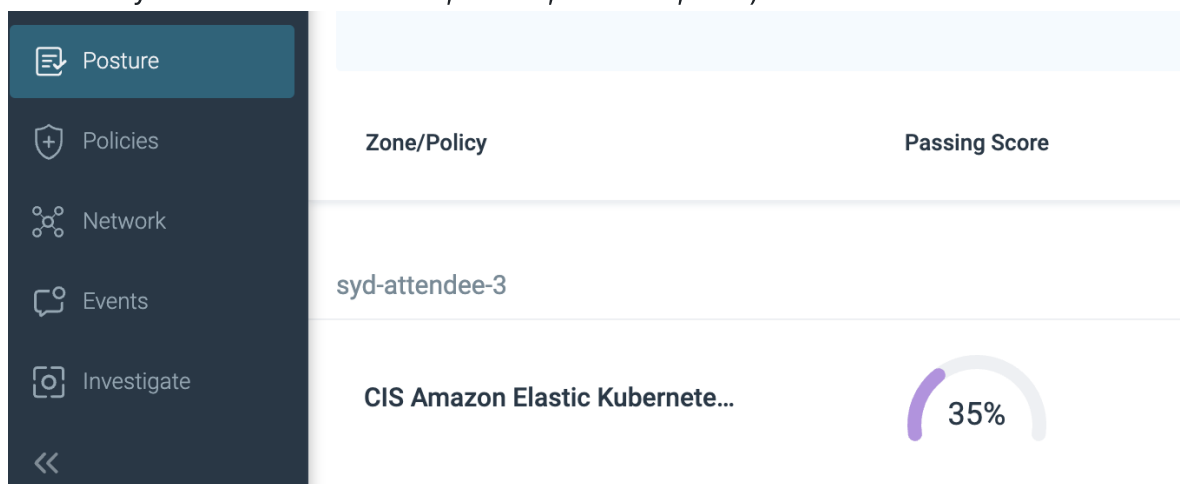 Posture
Policies
Zone/Policy
Passing Score
Network
syd-attendee-3
Events
Investigate
CIS Amazon Elastic Kubernete...
35%